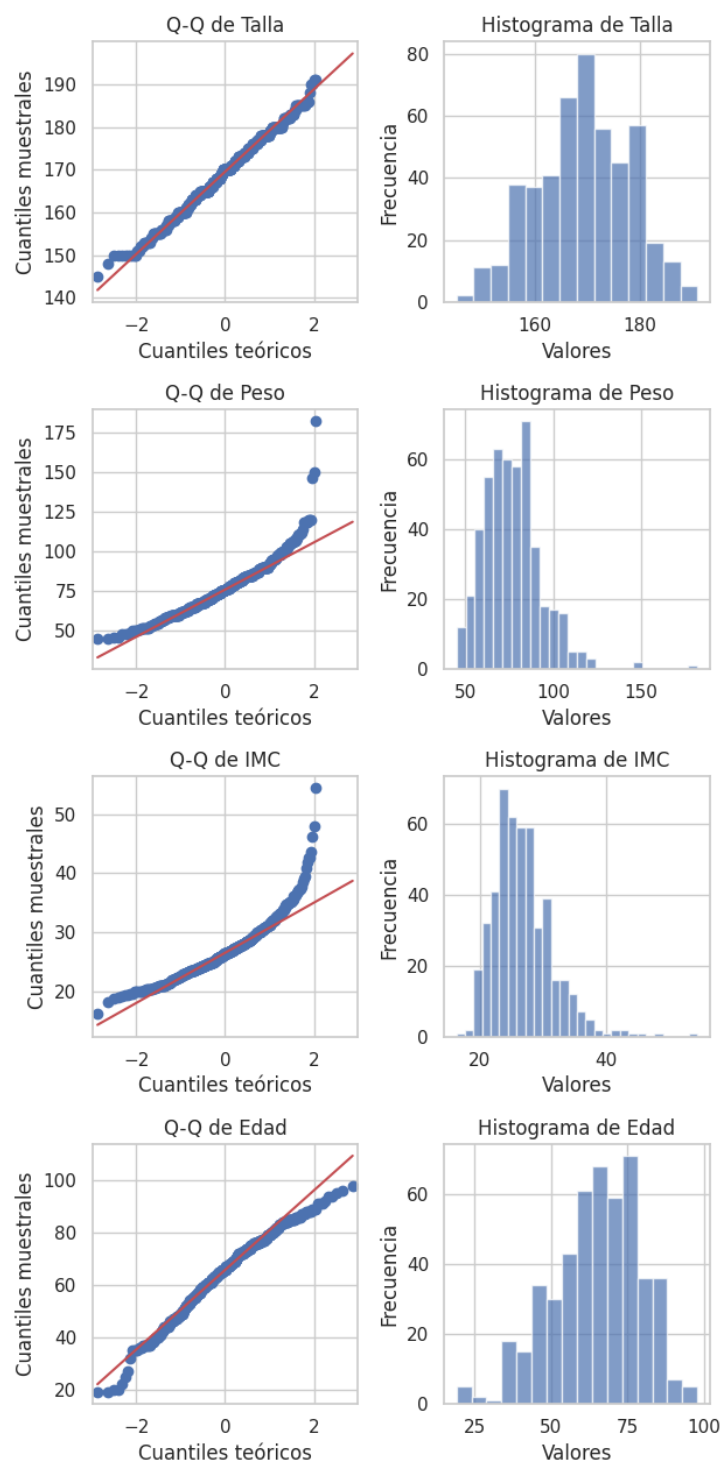 Q-Q de Talla
Cuantiles muestrales
190
180
170
160
150
140
−2
0
2
Cuantiles teóricos
Histograma de Talla
Frecuencia
80
60
40
20
0
160
180
Valores
Q-Q de Peso
Cuantiles muestrales
175
150
125
100
75
50
−2
0
2
Cuantiles teóricos
Histograma de Peso
Frecuencia
60
40
20
0
50
100
150
Valores
Q-Q de IMC
Cuantiles muestrales
50
40
30
20
−2
0
2
Cuantiles teóricos
Histograma de IMC
Frecuencia
60
40
20
0
20
40
Valores
Q-Q de Edad
Cuantiles muestrales
100
80
60
40
20
−2
0
2
Cuantiles teóricos
Histograma de Edad
Frecuencia
60
40
20
0
25
50
75
100
Valores